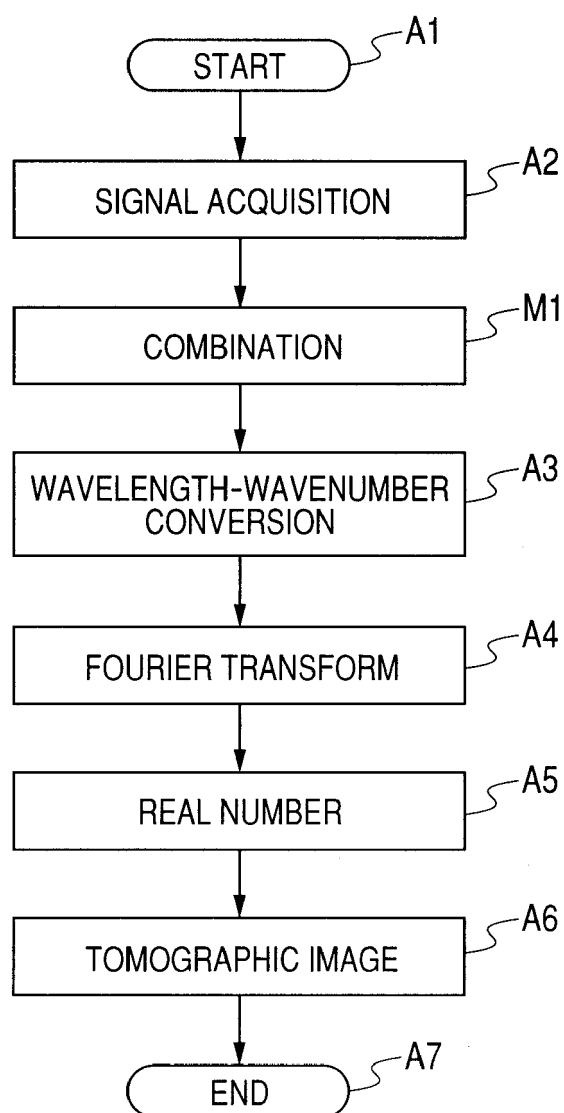 A1
START
A2
SIGNAL ACQUISITION
M1
COMBINATION
A3
WAVELENGTH-WAVENUMBER
CONVERSION
A4
FOURIER TRANSFORM
A5
REAL NUMBER
A6
TOMOGRAPHIC IMAGE
A7
END